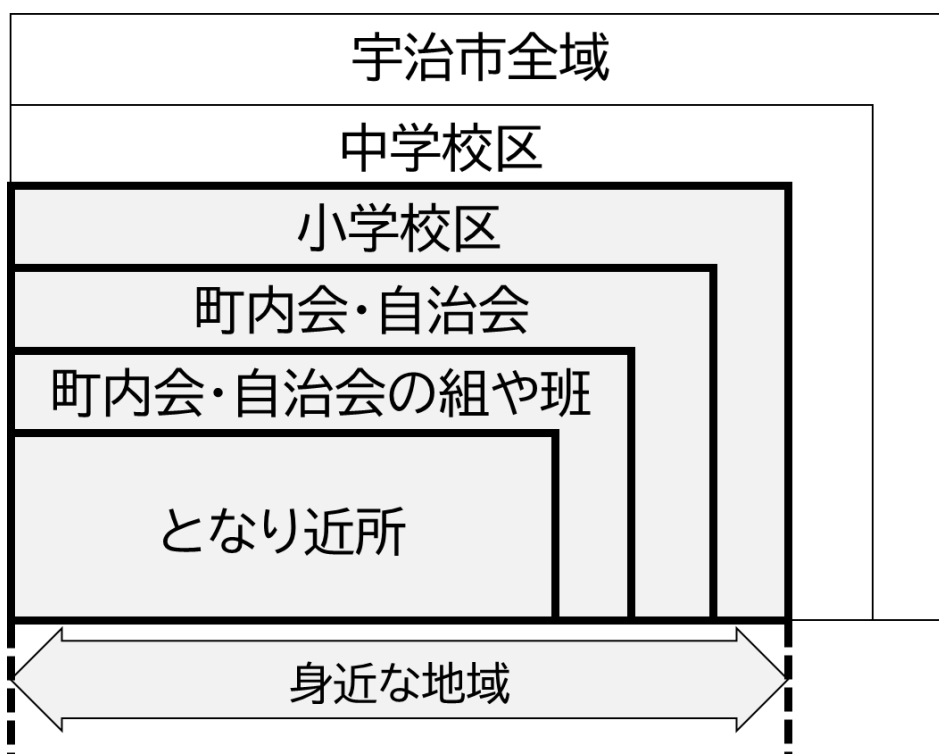 宇治市全域
中学校区
小学校区
町内会・自治会
町内会・自治会の組や班
となり近所
身近な地域